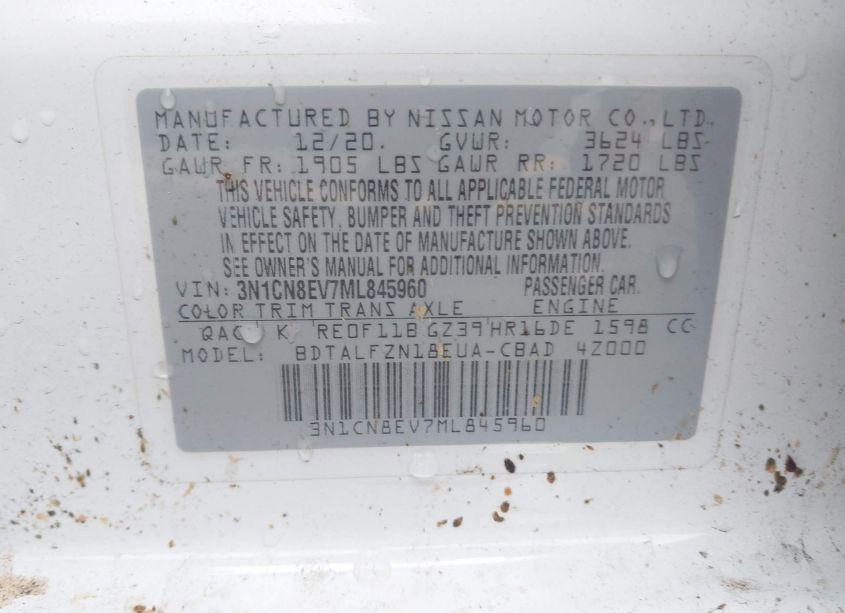 MANUFACTURED BY NISSAN MOTOR CO., LTD.
DATE: 12/20. GVWR: 3624 LBS
GAWR FR: 1905 LBS GAWR RR: 1720 LBS
THIS VEHICLE CONFORMS TO ALL APPLICABLE FEDERAL MOTOR
VEHICLE SAFETY, BUMPER AND THEFT PREVENTION STANDARDS
IN EFFECT ON THE DATE OF MANUFACTURE SHOWN ABOVE.
SEE OWNER'S MANUAL FOR ADDITIONAL INFORMATION.
VIN: 3N1CN8EV7ML845960 PASSENGER CAR.
COLOR TRIM TRANS AXLE ENGINE
QAC K RE0F11B GZ39 HR16DE 1598 CC
MODEL: BDTALFZN18EUA-CBAD 4Z000
3N1CN8EV7ML845960